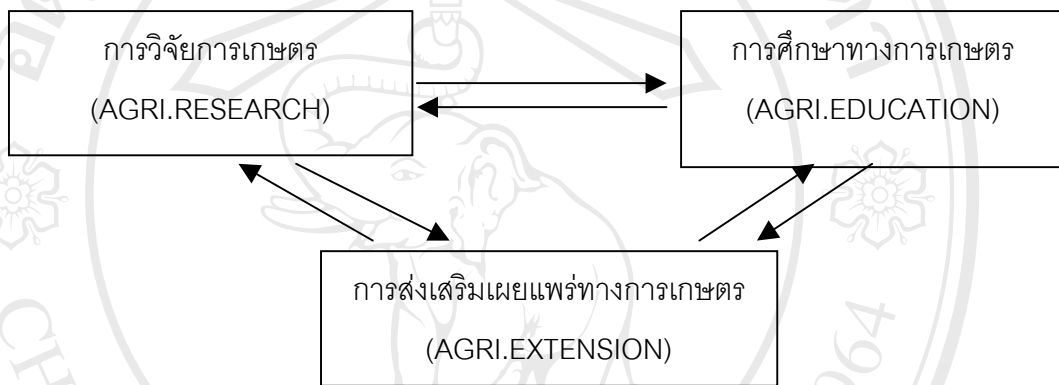 การวิจัยการเกษตร
(AGRI.RESEARCH)
การศึกษาทางการเกษตร
(AGRI.EDUCATION)
การส่งเสริมเผยแพร่ทางการเกษตร
(AGRI.EXTENSION)